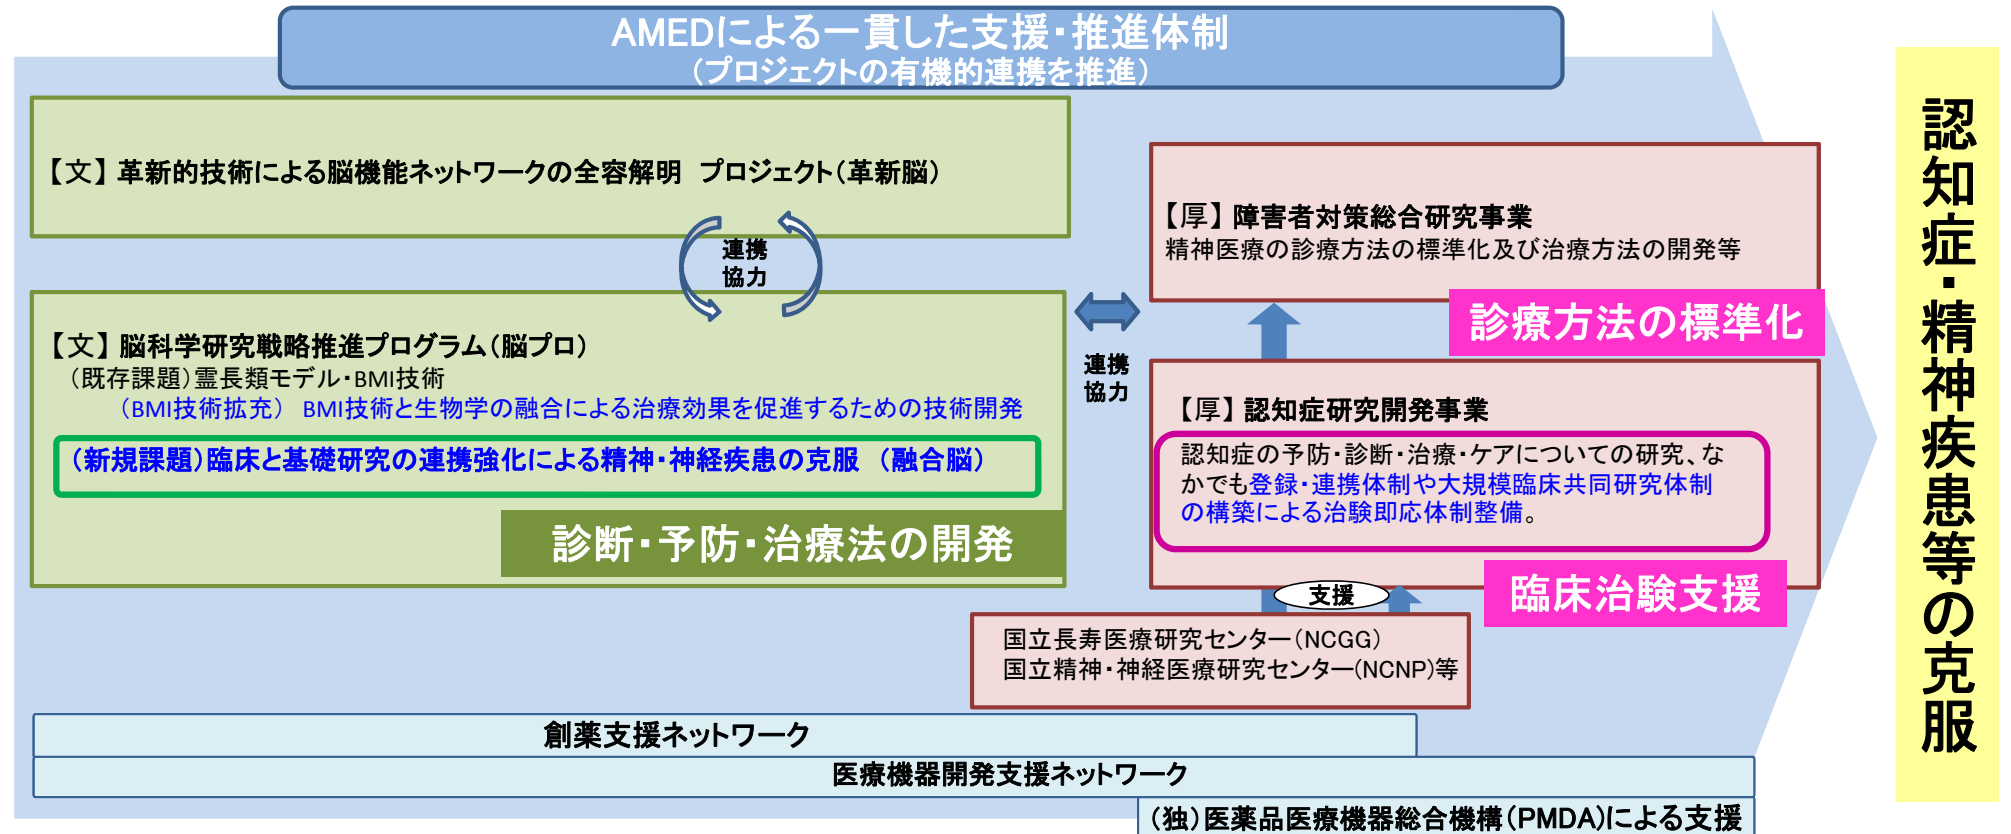 AMEDによる一貫した支援・推進体制
（プロジェクトの有機的連携を推進）
【文】革新的技術による脳機能ネットワークの全容解明　プロジェクト（革新脳）
連携
協力
【文】脳科学研究戦略推進プログラム（脳プロ）
（既存課題）霊長類モデル・BMI技術
（BMI技術拡充）　BMI技術と生物学の融合による治療効果を促進するための技術開発
（新規課題）臨床と基礎研究の連携強化による精神・神経疾患の克服　（融合脳）
診断・予防・治療法の開発
連携
協力
【厚】障害者対策総合研究事業
精神医療の診療方法の標準化及び治療方法の開発等
診療方法の標準化
【厚】認知症研究開発事業
認知症の予防・診断・治療・ケアについての研究、な
かでも登録・連携体制や大規模臨床共同研究体制
の構築による治験即応体制整備。
臨床治験支援
支援
国立長寿医療研究センター（NCGG）
国立精神・神経医療研究センター(NCNP)等
創薬支援ネットワーク
医療機器開発支援ネットワーク
（独）医薬品医療機器総合機構（PMDA)による支援
認知症・精神疾患等の克服